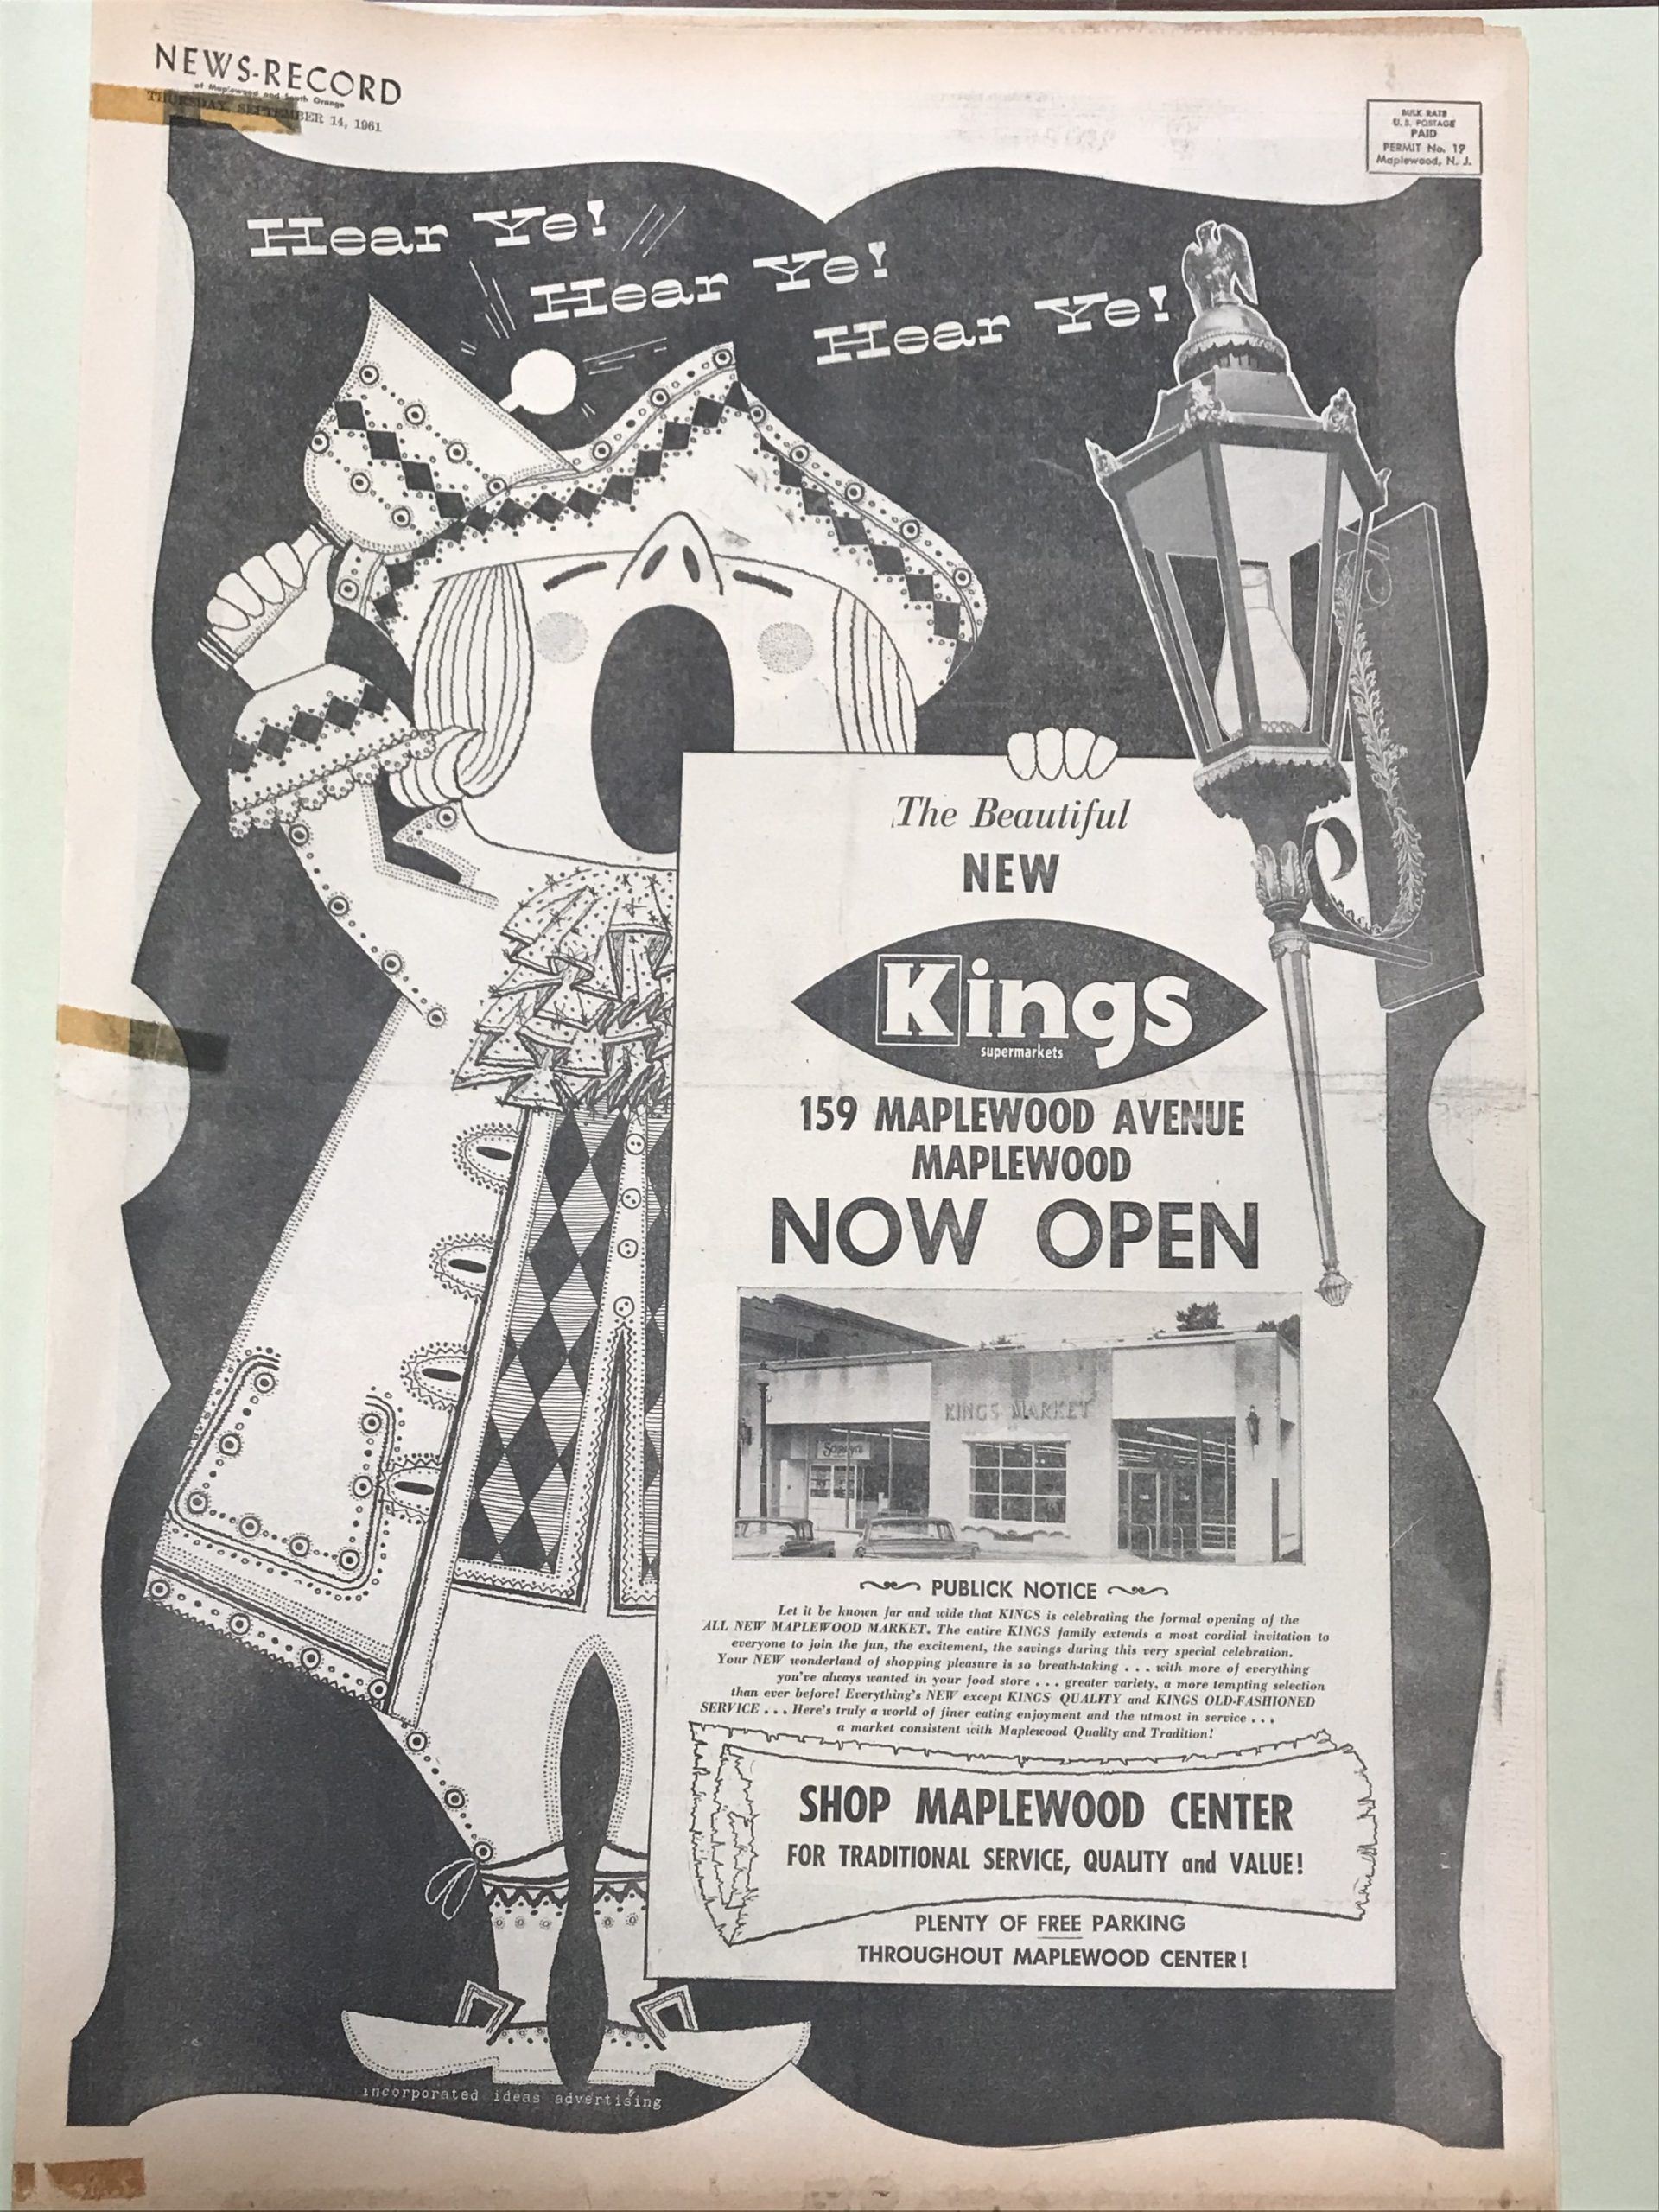 NEWS-RECORD
of Maplewood and South Orange
THURSDAY, SEPTEMBER 14, 1961
BULK RATE
U. S. POSTAGE
PAID
PERMIT No. 19
Maplewood, N. J.
Hear Ye!
Hear Ye!
Hear Ye!
The Beautiful
NEW
Kings
supermarkets
159 MAPLEWOOD AVENUE
MAPLEWOOD
NOW OPEN
KINGS MARKET
PUBLICK NOTICE
Let it be known far and wide that KINGS is celebrating the formal opening of the
ALL NEW MAPLEWOOD MARKET. The entire KINGS family extends a most cordial invitation to
everyone to join the fun, the excitement, the savings during this very special celebration.
Your NEW wonderland of shopping pleasure is so breath-taking . . . with more of everything
you've always wanted in your food store . . . greater variety, a more tempting selection
than ever before! Everything's NEW except KINGS QUALITY and KINGS OLD-FASHIONED
SERVICE . . . Here's truly a world of finer eating enjoyment and the utmost in service . . .
a market consistent with Maplewood Quality and Tradition!
SHOP MAPLEWOOD CENTER
FOR TRADITIONAL SERVICE, QUALITY and VALUE!
PLENTY OF FREE PARKING
THROUGHOUT MAPLEWOOD CENTER!
incorporated ideas advertising